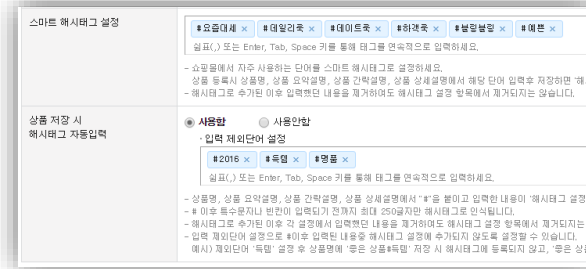 스마트 해시태그 설정
#요즘대세 × #데일리룩 × #데이트룩 × #하객룩 × #블링블링 × #예쁜 ×
쉼표(,) 또는 Enter, Tab, Space 키를 통해 태그를 연속적으로 입력하세요.
- 쇼핑몰에서 자주 사용하는 단어를 스마트 해시태그로 설정하세요.
상품 등록시 상품명, 상품 요약설명, 상품 간략설명, 상품 상세설명에서 해당 단어 입력후 저장하면 '해
- 해시태그로 추가된 이후 입력했던 내용을 제거하여도 해시태그 설정 항목에서 제거되지는 않습니다.
상품 저장 시
해시태그 자동입력
사용함 사용안함
· 입력 제외단어 설정
#2016 × #득템 × #명품 ×
쉼표(,) 또는 Enter, Tab, Space 키를 통해 태그를 연속적으로 입력하세요.
- 상품명, 상품 요약설명, 상품 간략설명, 상품 상세설명에서 "#"을 붙이고 입력한 내용이 '해시태그 설정
- # 이후 특수문자나 빈칸이 입력되기 전까지 최대 250글자만 해시태그로 인식됩니다.
- 해시태그로 추가된 이후 각 설정에서 입력했던 내용을 제거하여도 해시태그 설정 항목에서 제거되지는
- 입력 제외단어 설정으로 #이후 입력된 내용중 해시태그 설정에 추가되지 않도록 설정할 수 있습니다.
예시) 제외단어 '득템' 설정 후 상품명에 '좋은 상품#득템' 저장 시 해시태그에 등록되지 않고, '좋은 상